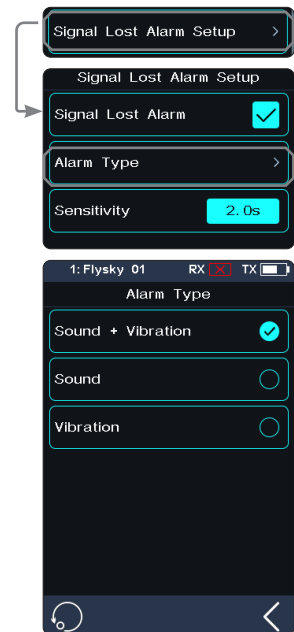 Signal Lost Alarm Setup >
Signal Lost Alarm Setup
Signal Lost Alarm
Alarm Type >
Sensitivity 2.0s
1: Flysky 01 RX TX
Alarm Type
Sound + Vibration
Sound
Vibration